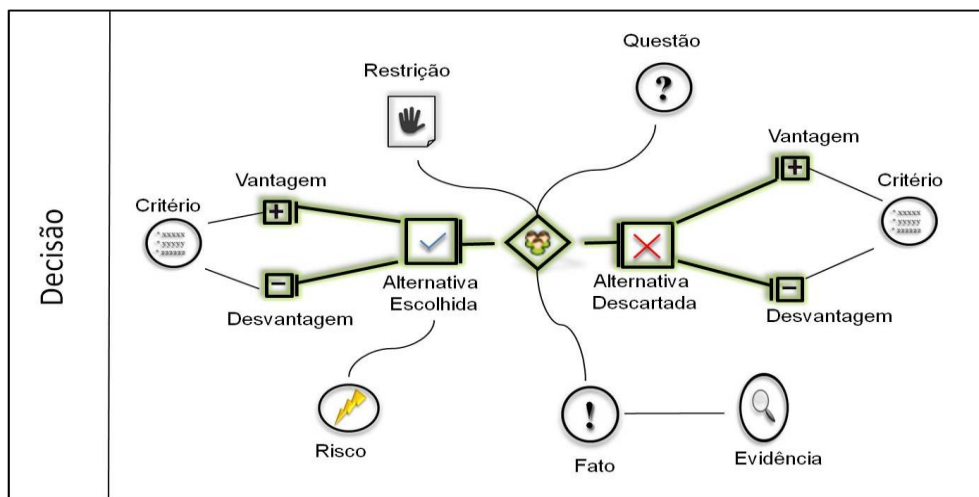 Decisão
Questão
?
Restrição
Vantagem
+
Critério
Vantagem
+
Critério
Alternativa
Escolhida
Alternativa
Descartada
Desvantagem
Desvantagem
Risco
!
Fato
Evidência